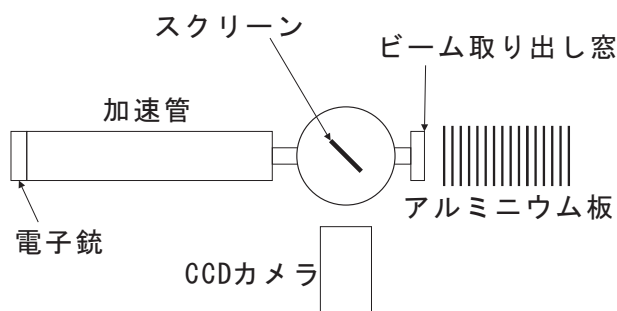 スクリーン
ビーム取り出し窓
加速管
アルミニウム板
電子銃
CCDカメラ